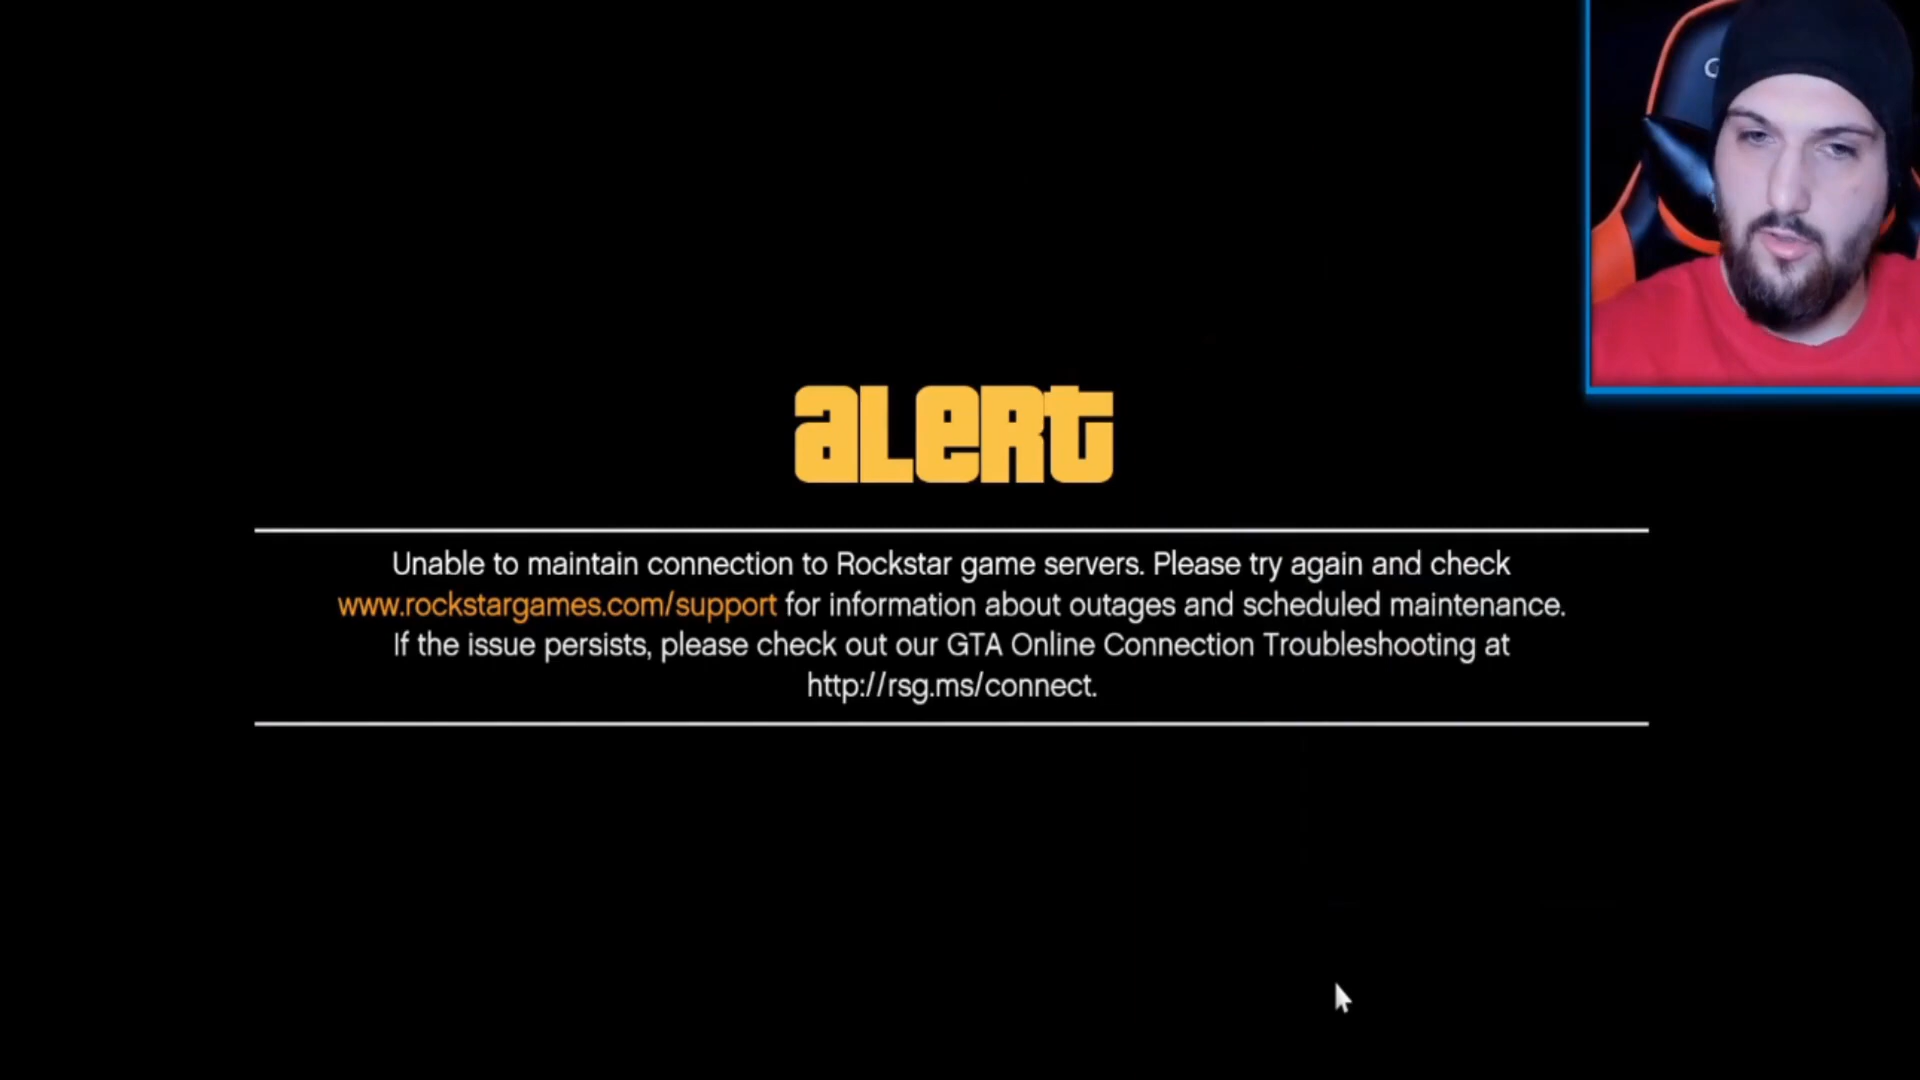 aLeRt
Unable to maintain connection to Rockstar game servers. Please try again and check
www.rockstargames.com/support for information about outages and scheduled maintenance.
If the issue persists, please check out our GTA Online Connection Troubleshooting at
http://rsg.ms/connect.